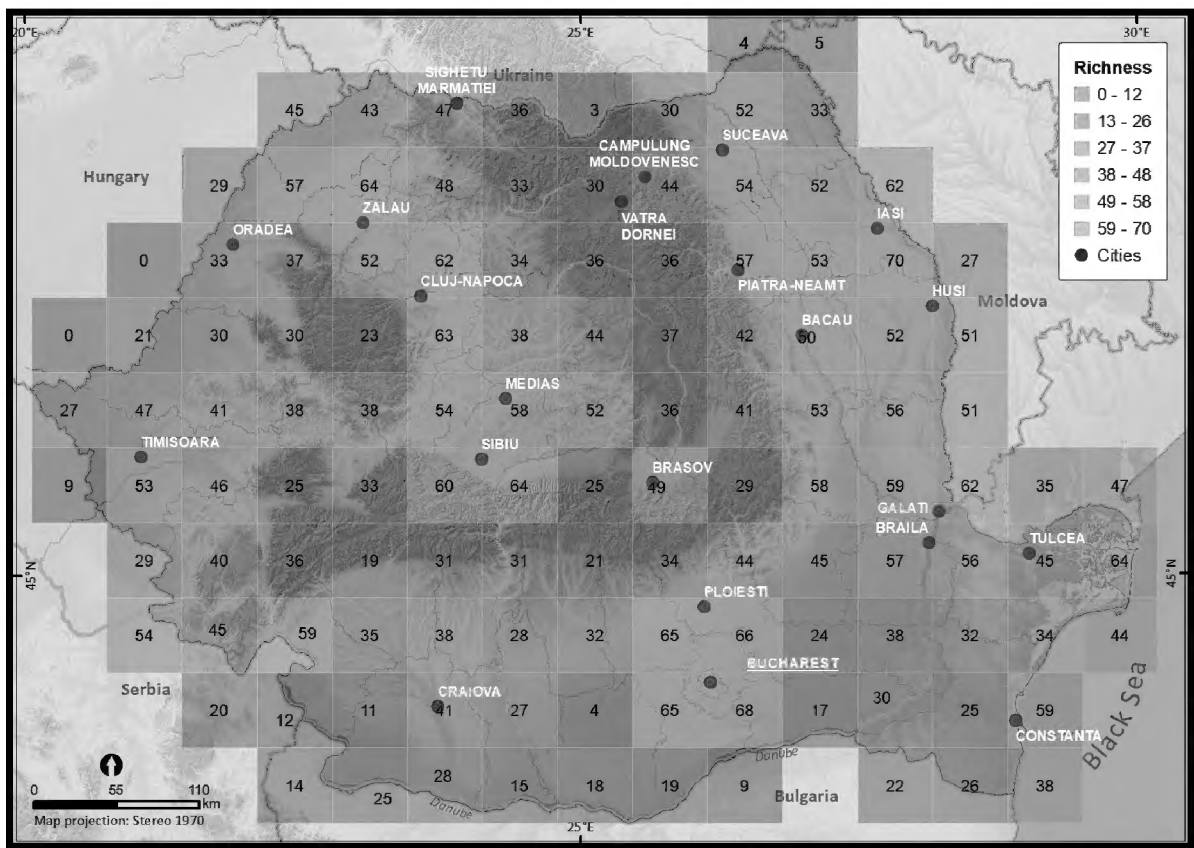 20°E
25°E
30°E
4 5
Richness
0 - 12
13 - 26
27 - 37
38 - 48
49 - 58
59 - 70
Cities
Ukraine
SIGHETU
MARMATIEI
45 43 47 36 3 30 52 33
SUCEAVA
CAMPULUNG
MOLDOVENESC
Hungary
29 57 64 48 33 30 44 54 52 62
ZALAU
VATRA
DORNEI
IASI
ORADEA
0 33 37 52 62 34 36 36 57 53 70 27
CLUJ-NAPOCA
PIATRA-NEAMT
HUSI
Moldova
BACAU
0 21 30 30 23 63 38 44 37 42 50 52 51
MEDIAS
27 47 41 38 38 54 58 52 36 41 53 56 51
TIMISOARA
SIBIU
BRASOV
9 53 46 25 33 60 64 25 49 29 58 59 62 35 47
GALATI
BRAILA
TULCEA
29 40 36 19 31 31 21 34 44 45 57 56 45 64
45°N
45°N
PLOIESTI
54 45 59 35 38 28 32 65 66 24 38 32 34 44
BUCHAREST
Serbia
CRAIOVA
20 12 11 41 27 4 65 68 17 30 25 59
CONSTANTA
Black Sea
Danube
14 25 28 15 18 19 9 22 26 38
Danube
Bulgaria
0 55 110
km
Map projection: Stereo 1970
25°E